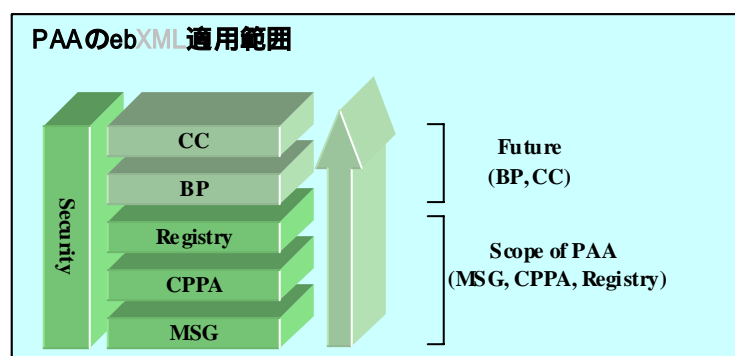 PAAのebXML適用範囲
Security
CC
BP
Registry
CPPA
MSG
Future
(BP, CC)
Scope of PAA
(MSG, CPPA, Registry)